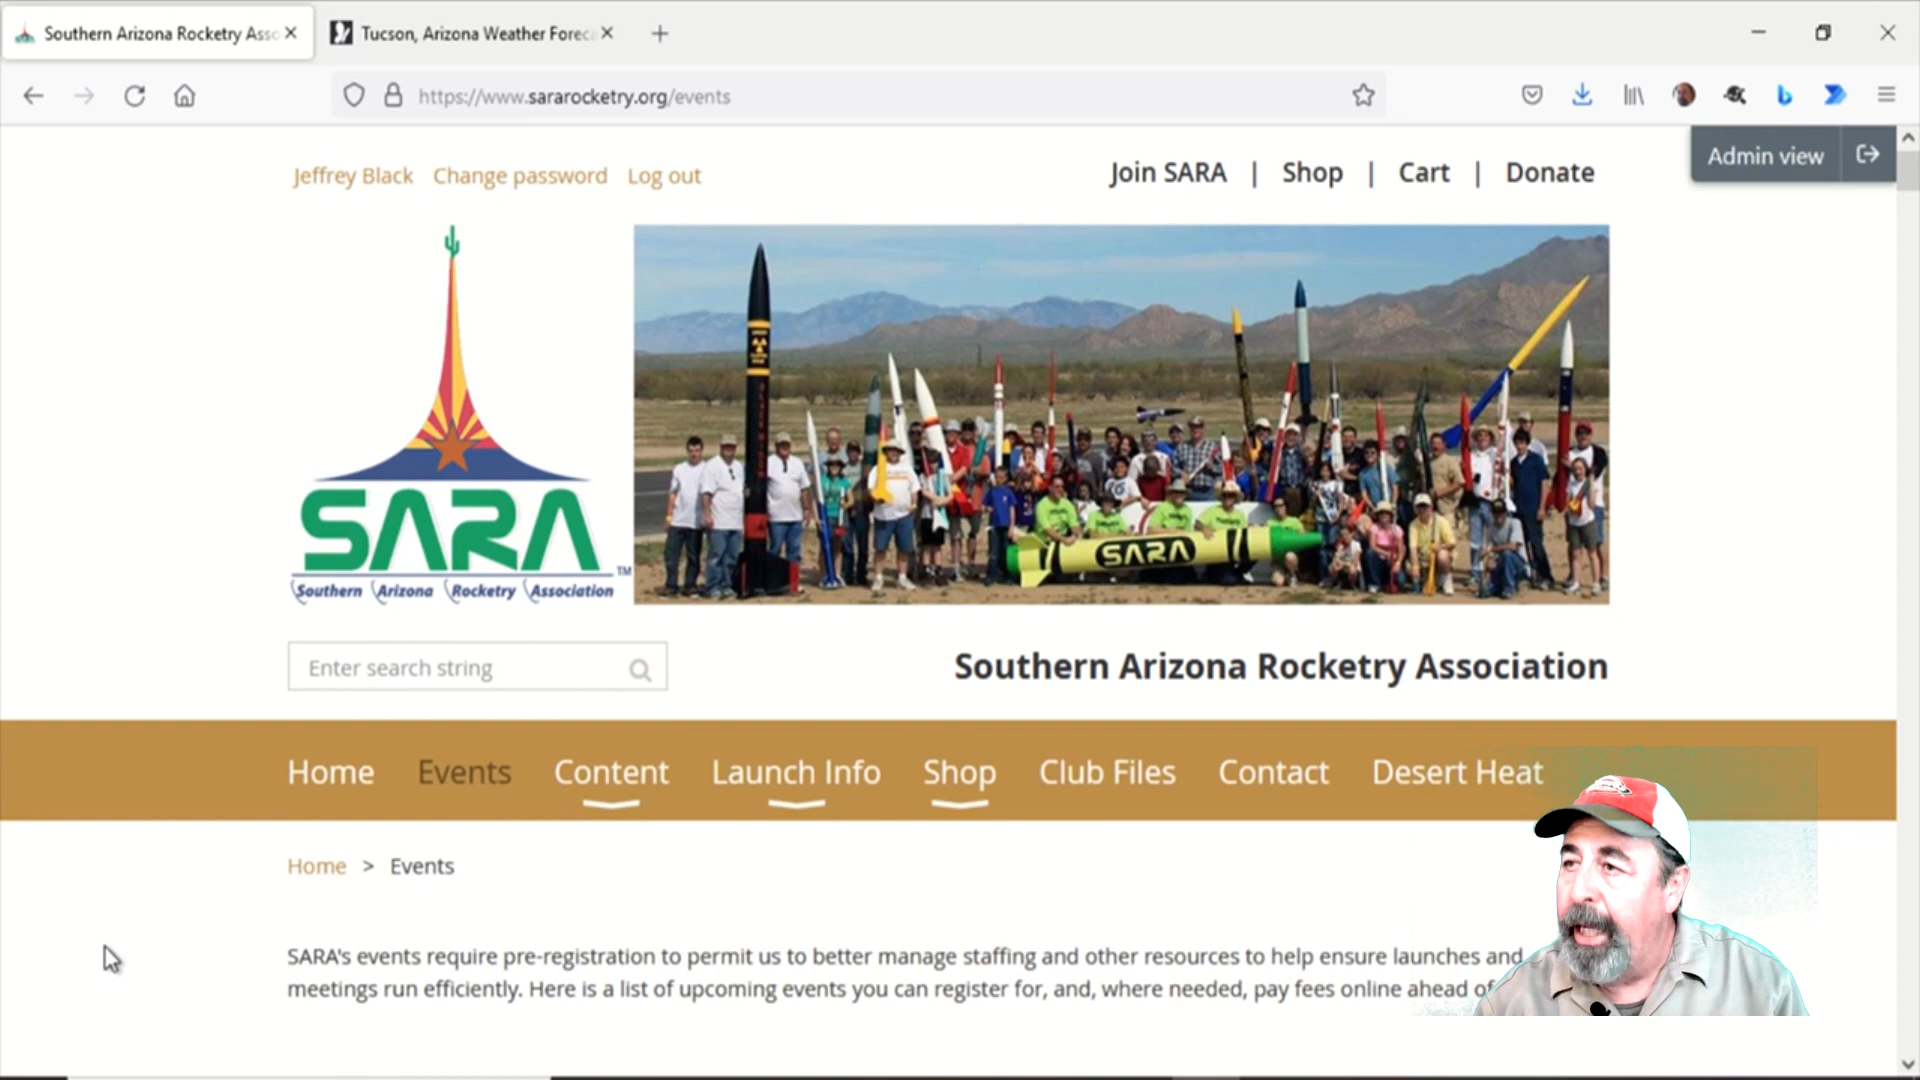 Southern Arizona Rocketry Asso
Tucson, Arizona Weather Foreca
https://www.sararocketry.org/events
Admin view
Jeffrey Black Change password Log out
Join SARA | Shop | Cart | Donate
SARA
TM
Southern Arizona Rocketry Association
SARA
Enter search string
Southern Arizona Rocketry Association
Home Events Content Launch Info Shop Club Files Contact Desert Heat
Home > Events
SARA's events require pre-registration to permit us to better manage staffing and other resources to help ensure launches and
meetings run efficiently. Here is a list of upcoming events you can register for, and, where needed, pay fees online ahead of